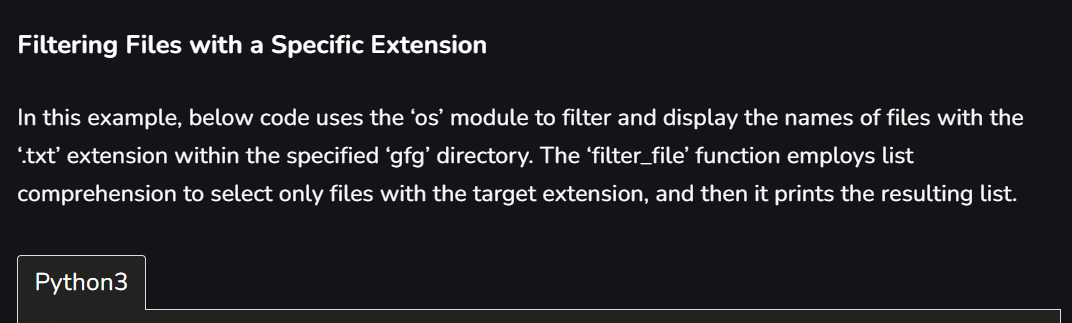 Filtering Files with a Specific Extension
In this example, below code uses the ‘os’ module to filter and display the names of files with the
‘.txt’ extension within the specified ‘gfg’ directory. The ‘filter_file’ function employs list
comprehension to select only files with the target extension, and then it prints the resulting list.
Python3